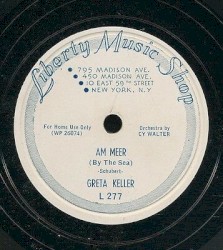 Liberty Music Shop
795 MADISON AVE.
450 MADISON AVE.
10 EAST 59TH STREET
NEW YORK, N.Y
For Home Use Only
(WP 26074)
Orchestra by
CY WALTER
AM MEER
(By The Sea)
-Schubert-
GRETA KELLER
L 277